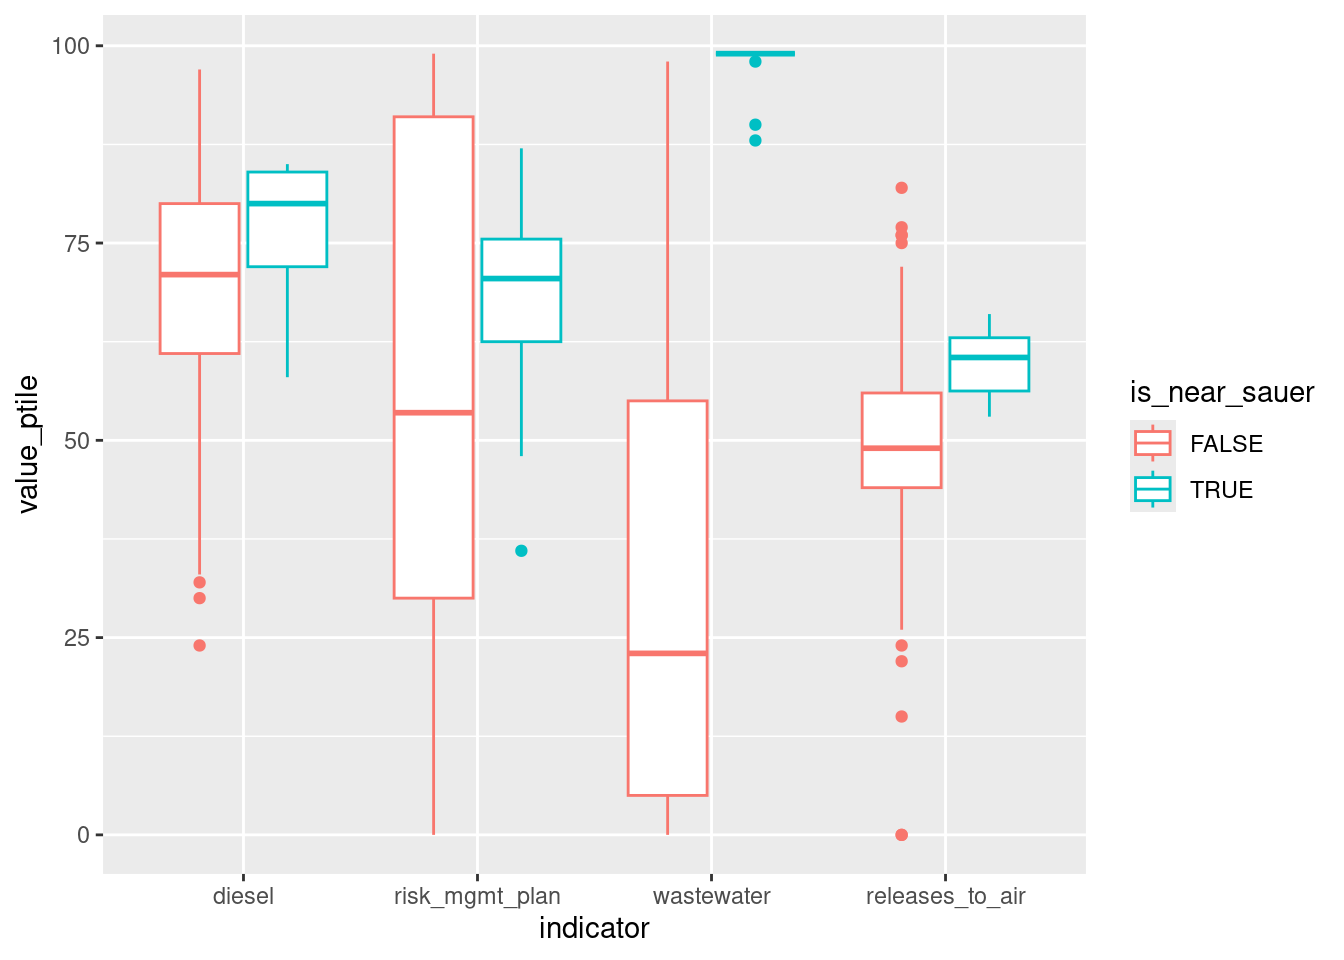 100
75
50
25
0
value_ptile
diesel
risk_mgmt_plan
wastewater
releases_to_air
indicator
is_near_sauer
FALSE
TRUE